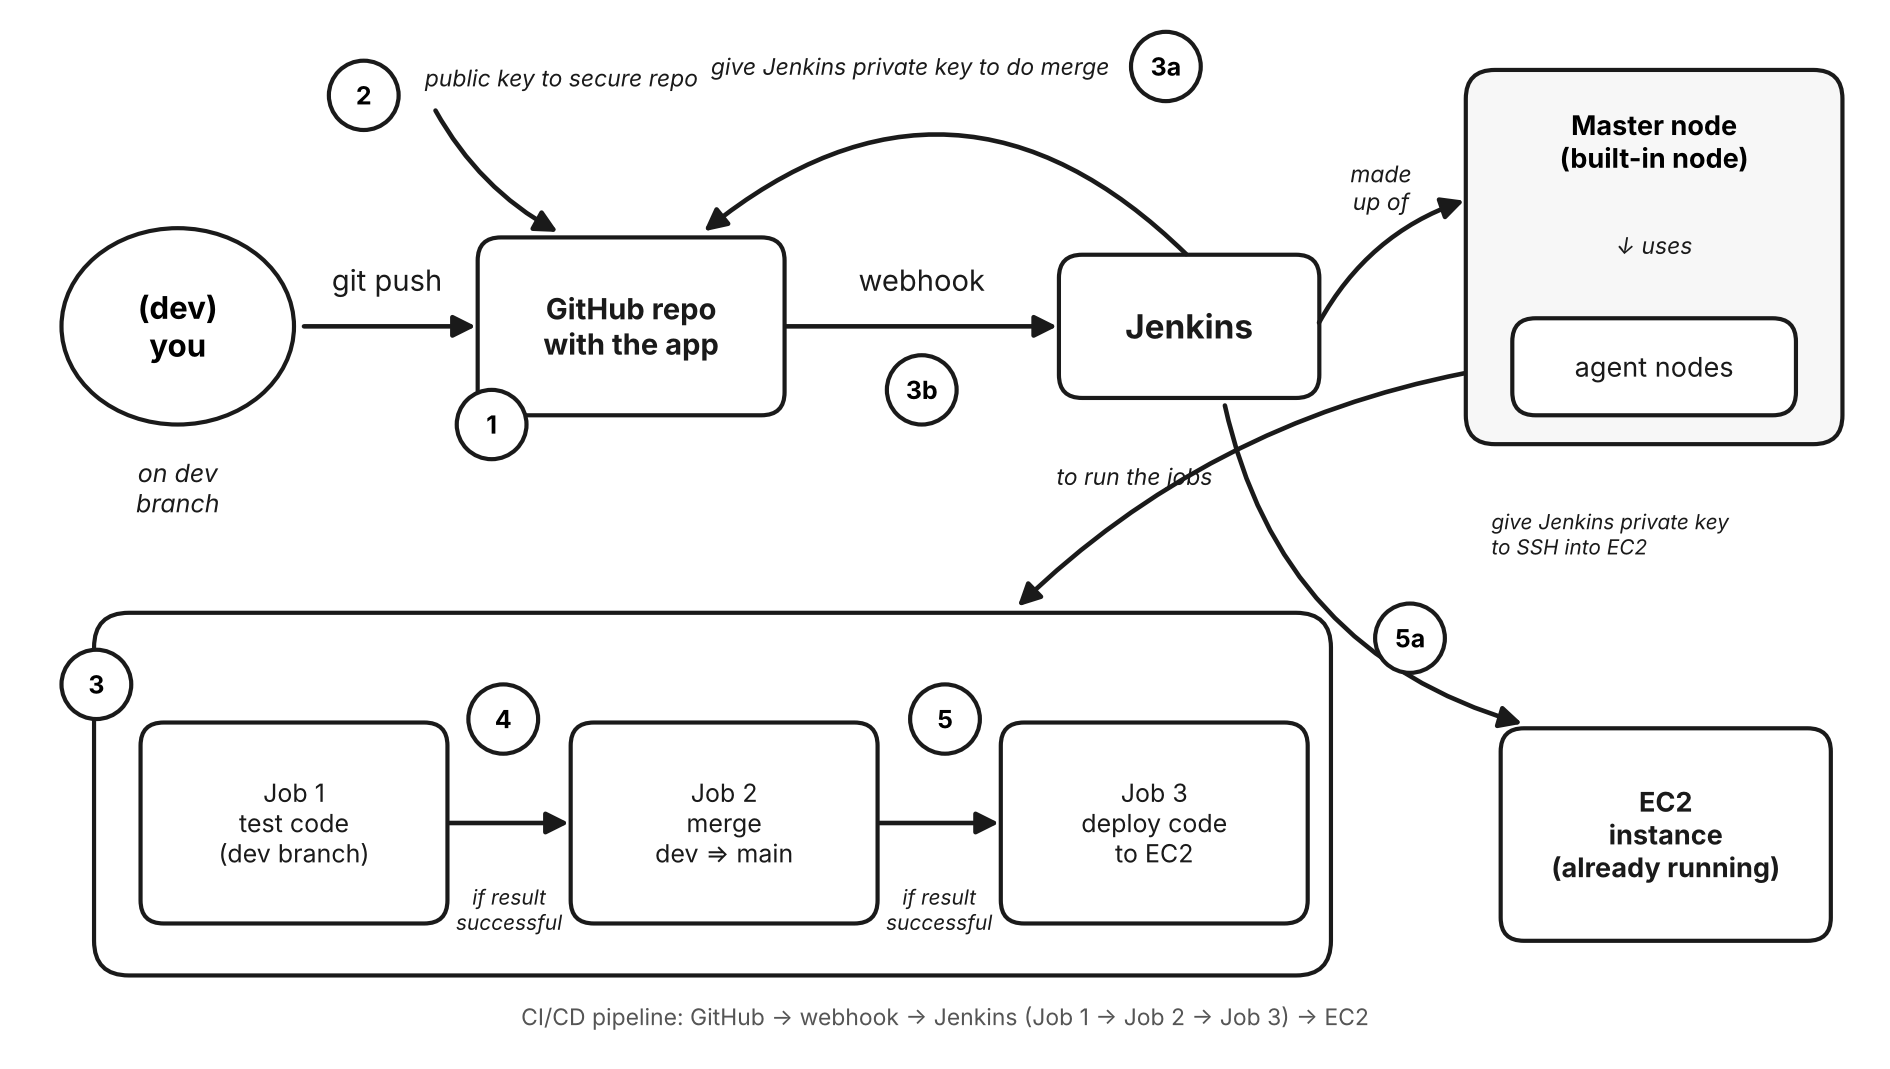 2
public key to secure repo
give Jenkins private key to do merge
3a
Master node
(built-in node)
made
up of
↓ uses
agent nodes
(dev)
you
git push
GitHub repo
with the app
webhook
Jenkins
3b
1
on dev
branch
to run the jobs
give Jenkins private key
to SSH into EC2
5a
3
4
5
Job 1
test code
(dev branch)
if result
successful
Job 2
merge
dev ⇒ main
if result
successful
Job 3
deploy code
to EC2
EC2
instance
(already running)
CI/CD pipeline: GitHub → webhook → Jenkins (Job 1 → Job 2 → Job 3) → EC2